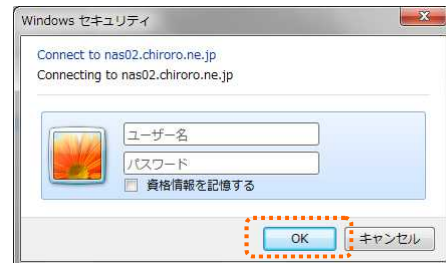 Windows セキュリティ
Connect to nas02.chiroro.ne.jp
Connecting to nas02.chiroro.ne.jp
ユーザー名
パスワード
資格情報を記憶する
OK キャンセル